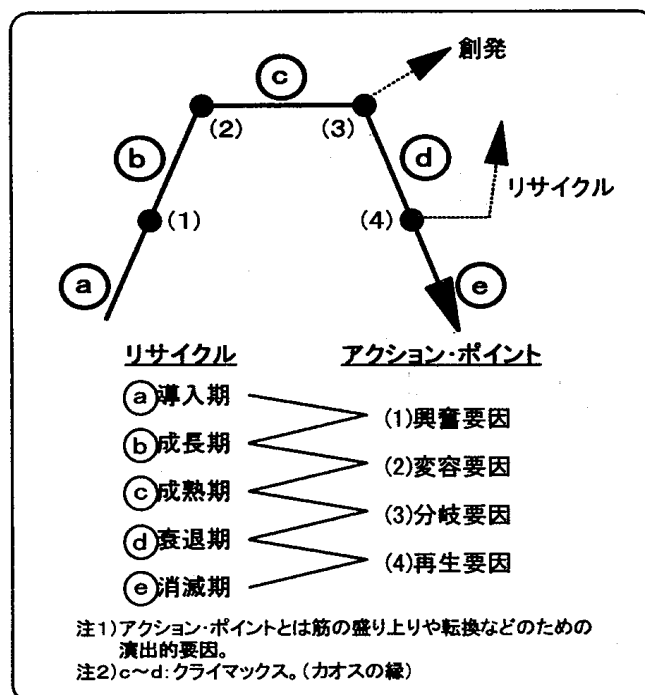 創発
ⓒ
(2)
(3)
ⓑ
ⓓ
リサイクル
(1)
(4)
ⓐ
ⓔ
リサイクル
アクション・ポイント
ⓐ導入期
(1)興奮要因
ⓑ成長期
(2)変容要因
ⓒ成熟期
(3)分岐要因
ⓓ衰退期
(4)再生要因
ⓔ消滅期
注1)アクション・ポイントとは筋の盛り上りや転換などのための
演出的要因。
注2)c~d:クライマックス。(カオスの縁)